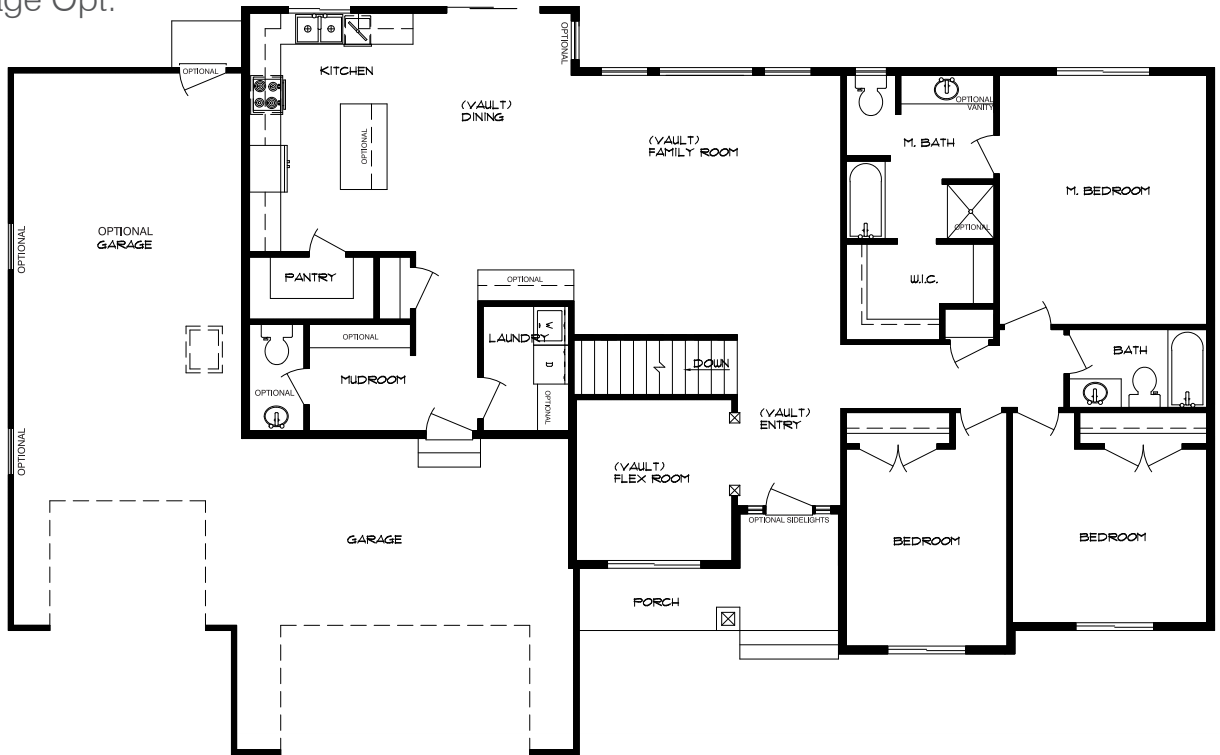 age Opt.
OPTIONAL
OPTIONAL
KITCHEN
(VAULT)
DINING
OPTIONAL
(VAULT)
FAMILY ROOM
OPTIONAL
VANITY
M. BATH
M. BEDROOM
OPTIONAL
OPTIONAL
GARAGE
OPTIONAL
PANTRY
OPTIONAL
W.I.C.
OPTIONAL
LAUNDRY
W
D
OPTIONAL
MUDROOM
OPTIONAL
DOWN
BATH
(VAULT)
ENTRY
OPTIONAL
(VAULT)
FLEX ROOM
OPTIONAL SIDELIGHTS
GARAGE
BEDROOM
BEDROOM
PORCH